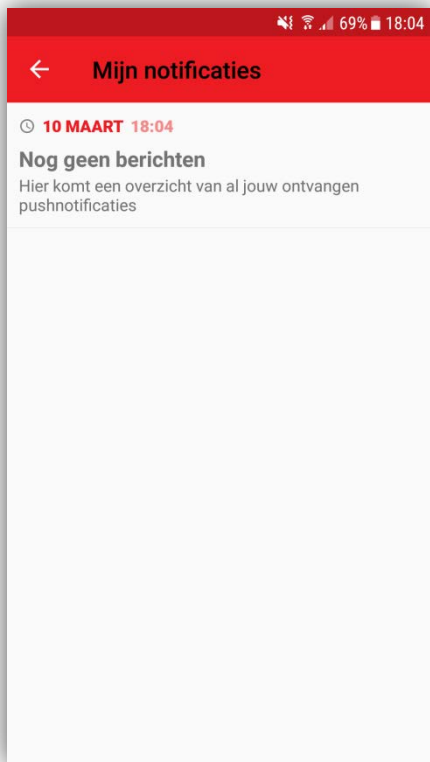 69% 18:04
Mijn notificaties
10 MAART 18:04
Nog geen berichten
Hier komt een overzicht van al jouw ontvangen
pushnotificaties